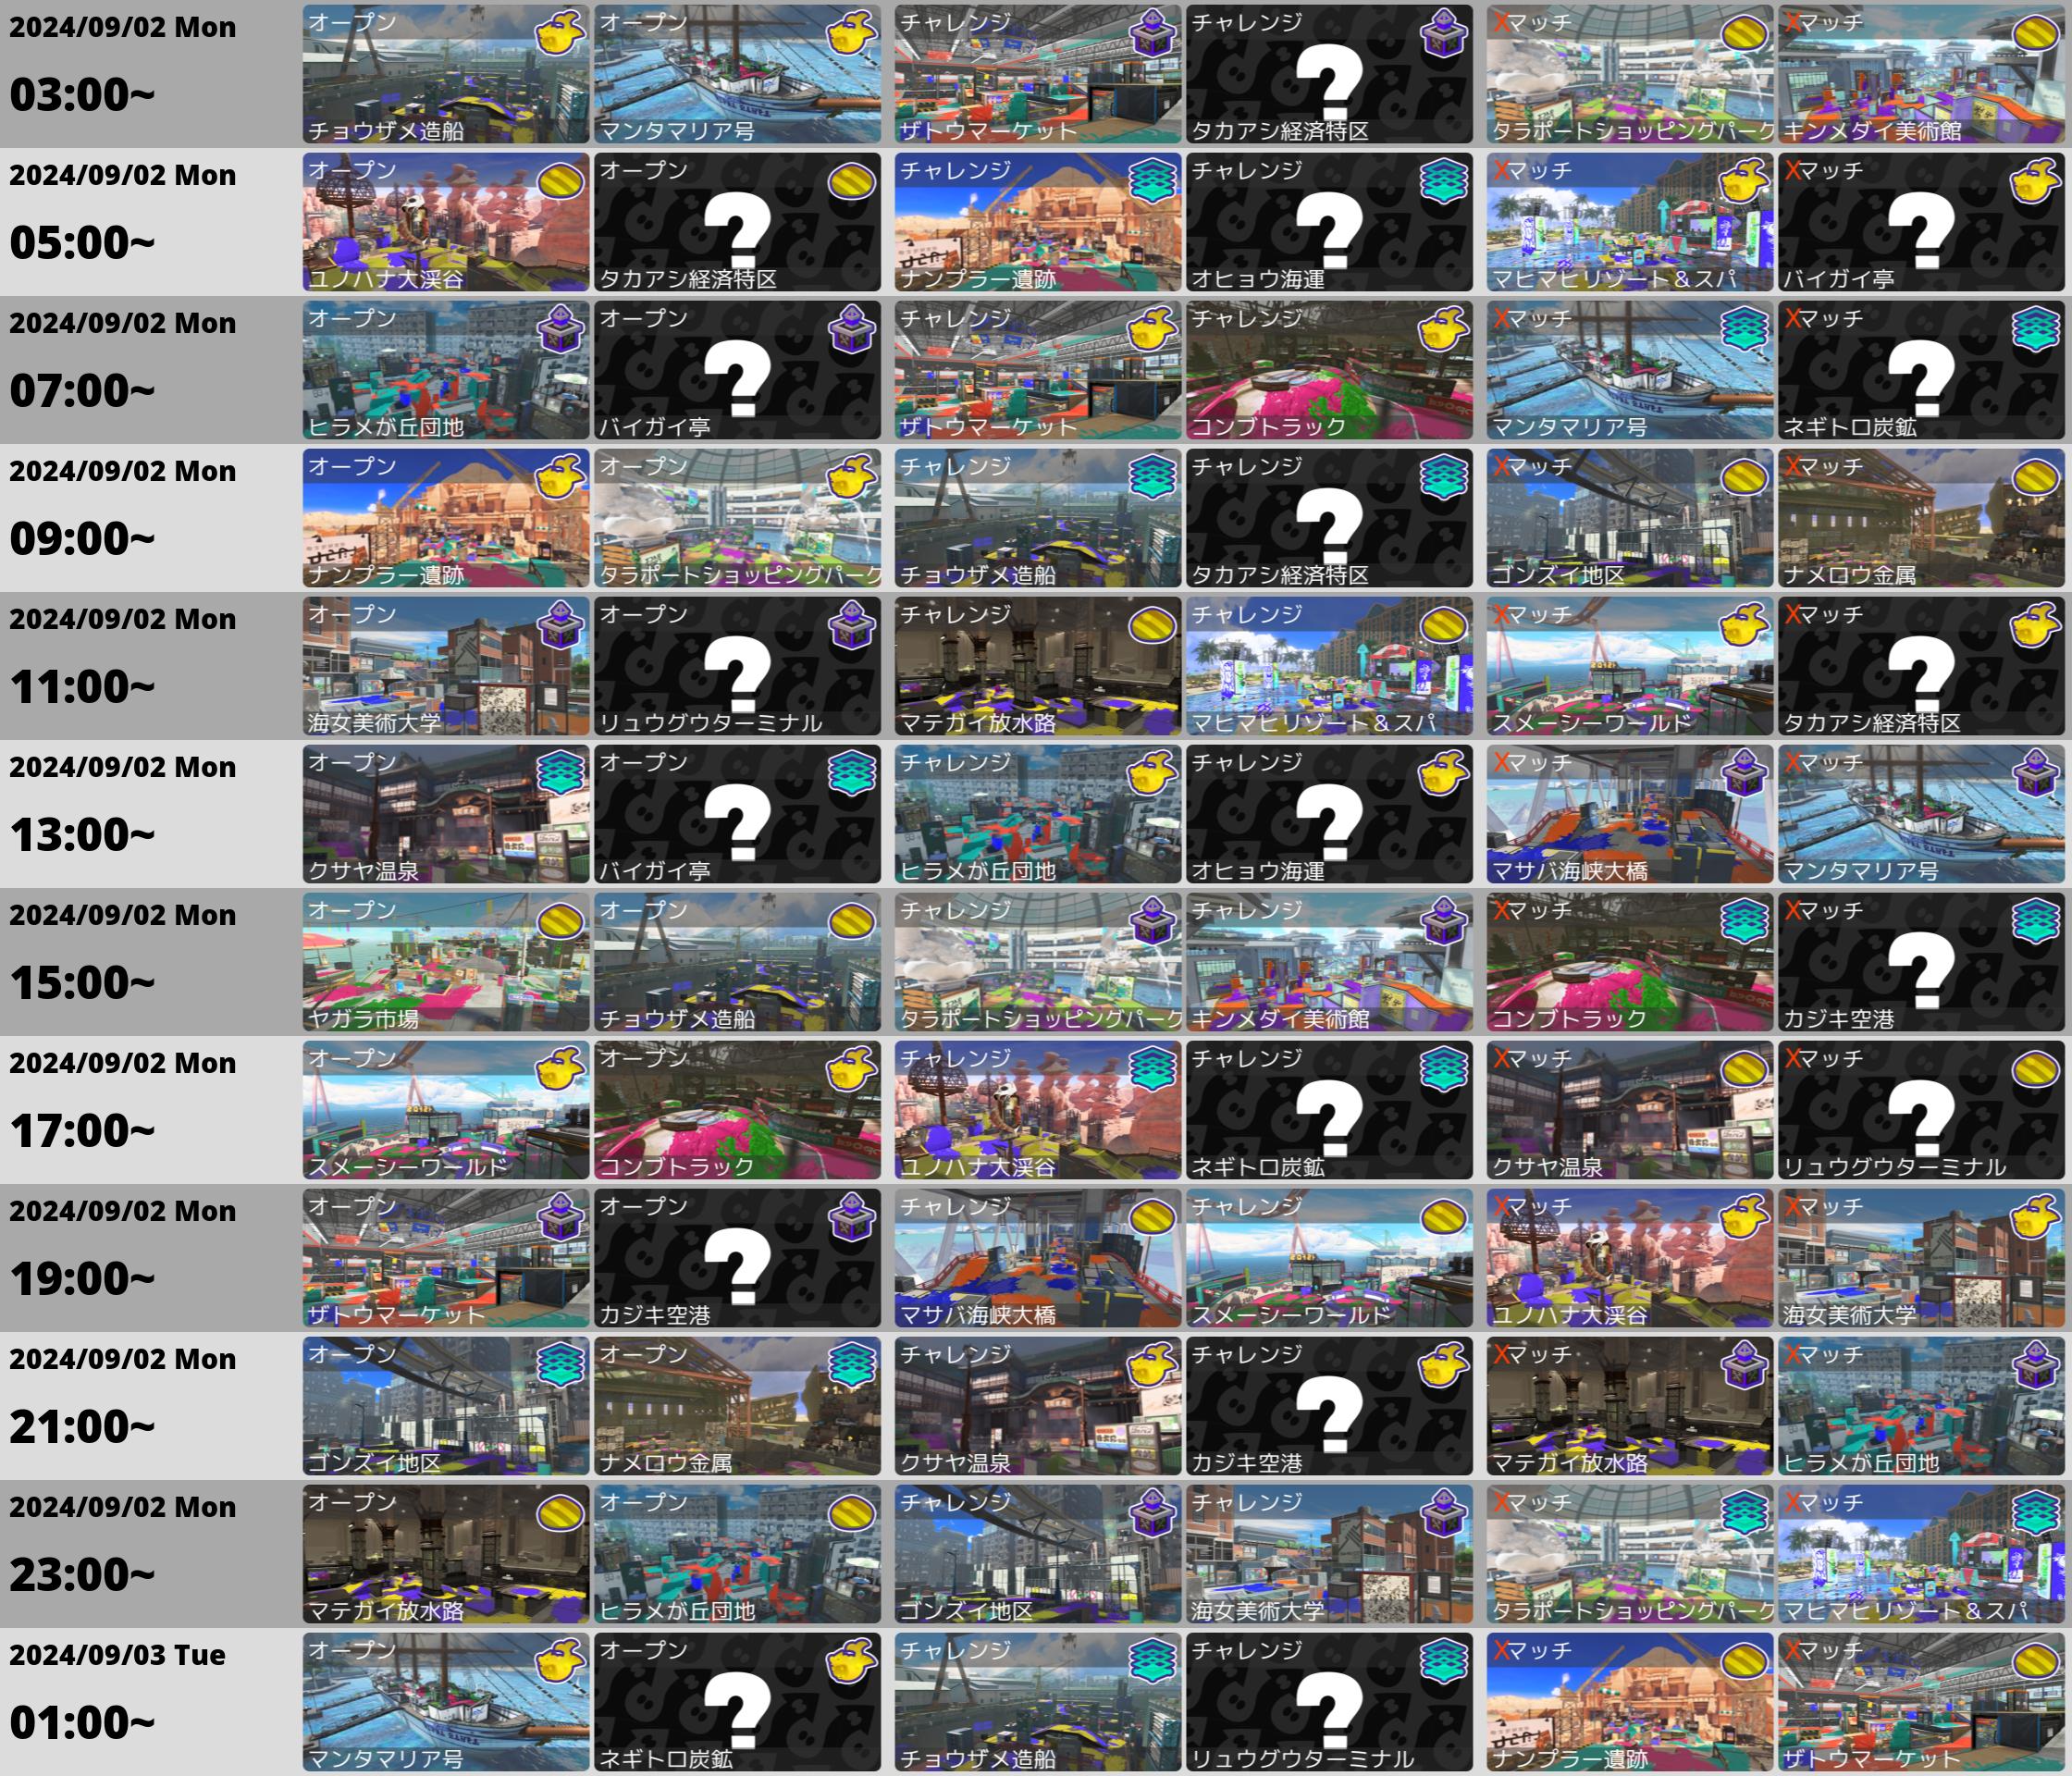 2024/09/02 Mon
03:00~
オープン
チョウザメ造船
オープン
マンタマリア号
チャレンジ
ザトウマーケット
チャレンジ
タカアシ経済特区
Xマッチ
タラポートショッピングパーク
Xマッチ
キンメダイ美術館
2024/09/02 Mon
05:00~
オープン
ユノハナ大渓谷
オープン
タカアシ経済特区
チャレンジ
ナンプラー遺跡
チャレンジ
オヒョウ海運
Xマッチ
マヒマヒリゾート＆スパ
Xマッチ
バイガイ亭
2024/09/02 Mon
07:00~
オープン
ヒラメが丘団地
オープン
バイガイ亭
チャレンジ
ザトウマーケット
チャレンジ
コンブトラック
Xマッチ
マンタマリア号
Xマッチ
ネギトロ炭鉱
2024/09/02 Mon
09:00~
オープン
ナンプラー遺跡
オープン
タラポートショッピングパーク
チャレンジ
チョウザメ造船
チャレンジ
タカアシ経済特区
Xマッチ
ゴンズイ地区
Xマッチ
ナメロウ金属
2024/09/02 Mon
11:00~
オープン
海女美術大学
オープン
リュウグウターミナル
チャレンジ
マテガイ放水路
チャレンジ
マヒマヒリゾート＆スパ
Xマッチ
スメーシーワールド
Xマッチ
タカアシ経済特区
2024/09/02 Mon
13:00~
オープン
クサヤ温泉
オープン
バイガイ亭
チャレンジ
ヒラメが丘団地
チャレンジ
オヒョウ海運
Xマッチ
マサバ海峡大橋
Xマッチ
マンタマリア号
2024/09/02 Mon
15:00~
オープン
ヤガラ市場
オープン
チョウザメ造船
チャレンジ
タラポートショッピングパーク
チャレンジ
キンメダイ美術館
Xマッチ
コンブトラック
Xマッチ
カジキ空港
2024/09/02 Mon
17:00~
オープン
スメーシーワールド
オープン
コンブトラック
チャレンジ
ユノハナ大渓谷
チャレンジ
ネギトロ炭鉱
Xマッチ
クサヤ温泉
Xマッチ
リュウグウターミナル
2024/09/02 Mon
19:00~
オープン
ザトウマーケット
オープン
カジキ空港
チャレンジ
マサバ海峡大橋
チャレンジ
スメーシーワールド
Xマッチ
ユノハナ大渓谷
Xマッチ
海女美術大学
2024/09/02 Mon
21:00~
オープン
ゴンズイ地区
オープン
ナメロウ金属
チャレンジ
クサヤ温泉
チャレンジ
カジキ空港
Xマッチ
マテガイ放水路
Xマッチ
ヒラメが丘団地
2024/09/02 Mon
23:00~
オープン
マテガイ放水路
オープン
ヒラメが丘団地
チャレンジ
ゴンズイ地区
チャレンジ
海女美術大学
Xマッチ
タラポートショッピングパーク
Xマッチ
マヒマヒリゾート＆スパ
2024/09/03 Tue
01:00~
オープン
マンタマリア号
オープン
ネギトロ炭鉱
チャレンジ
チョウザメ造船
チャレンジ
リュウグウターミナル
Xマッチ
ナンプラー遺跡
Xマッチ
ザトウマーケット